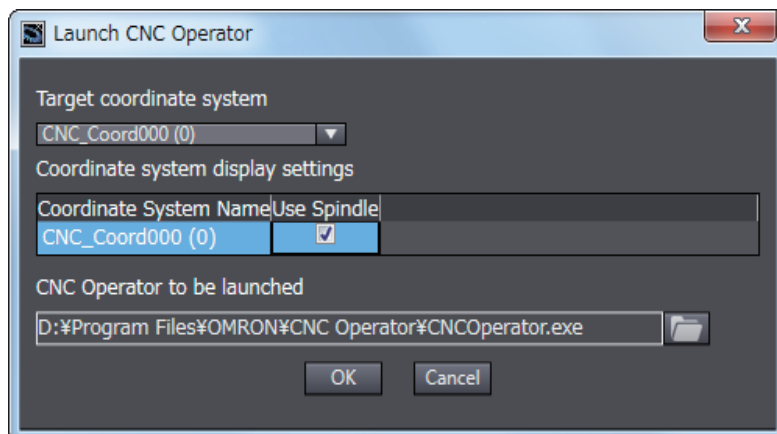 Launch CNC Operator
Target coordinate system
CNC_Coord000 (0)
Coordinate system display settings
Coordinate System Name Use Spindle
CNC_Coord000 (0)
CNC Operator to be launched
D:¥Program Files¥OMRON¥CNC Operator¥CNCOperator.exe
OK Cancel